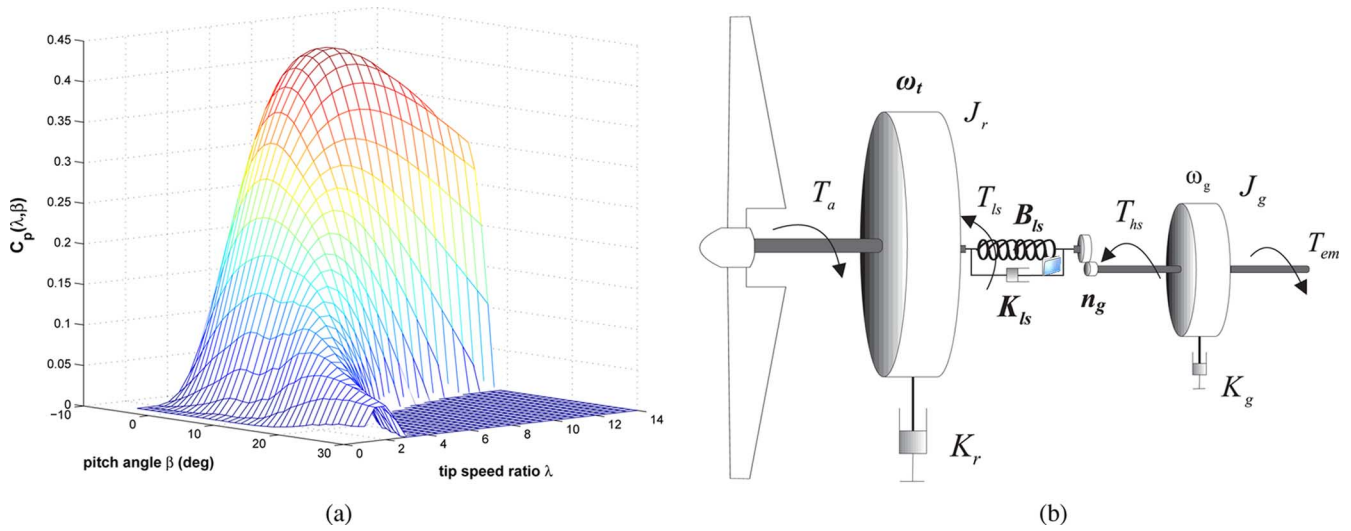 0.45
0.4
0.35
0.3
0.25
0.2
0.15
0.1
0.05
0
C_p(λ,β)
−10
0
10
20
30
pitch angle β (deg)
0
2
4
6
8
10
12
14
tip speed ratio λ
(a)
ω_t
J_r
T_a
T_ls
B_ls
K_ls
K_r
n_g
T_hs
ω_g
J_g
T_em
K_g
(b)